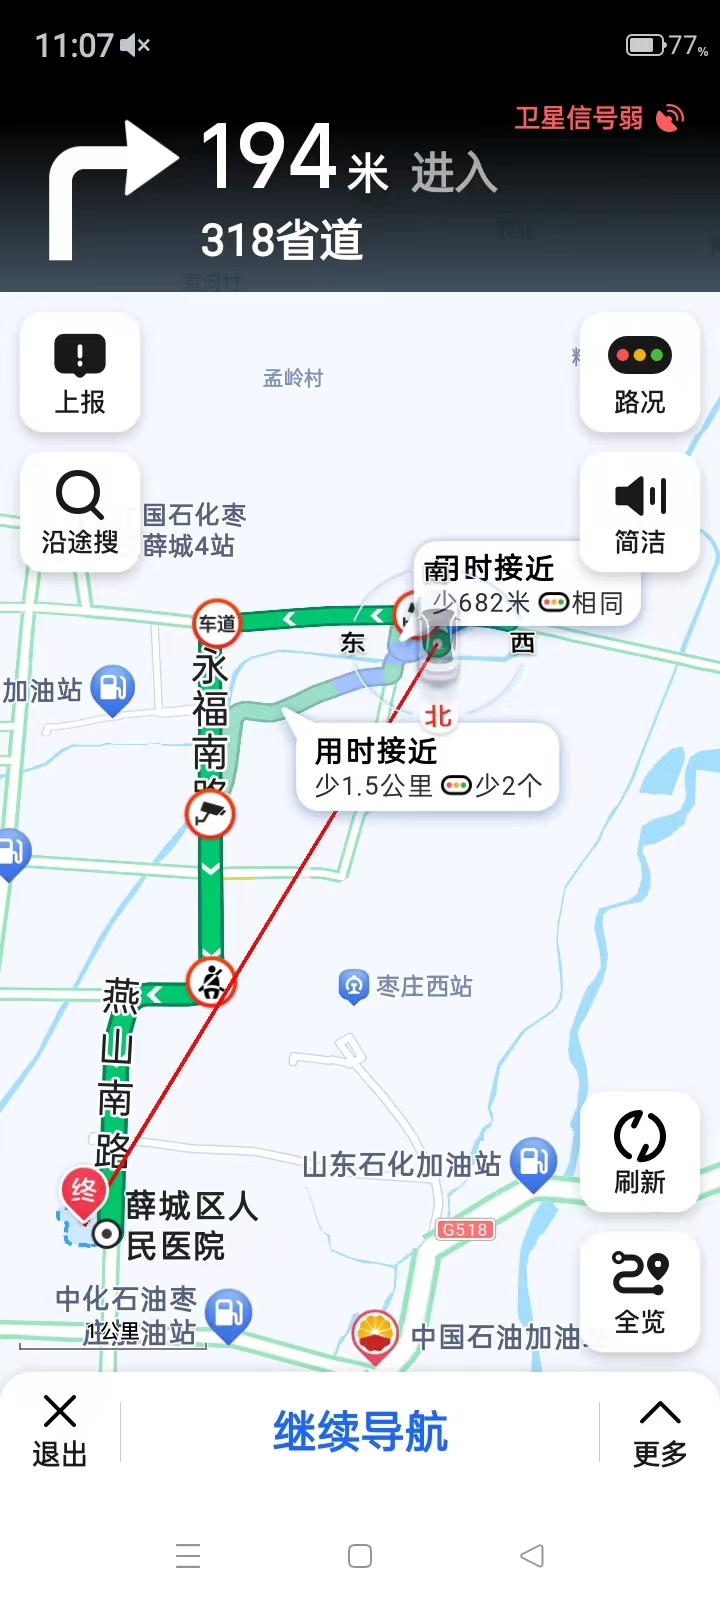 11:07
77%
卫星信号弱
194米 进入
318省道
上报
路况
孟岭村
沿途搜
国石化枣
薛城4站
简洁
南
用时接近
少682米 相同
车道
东
西
永福南路
加油站
北
用时接近
少1.5公里 少2个
枣庄西站
燕山南路
山东石化加油站
刷新
终
薛城区人
民医院
G518
中化石油枣
加油站
1公里
中国石油加油
全览
退出
继续导航
更多